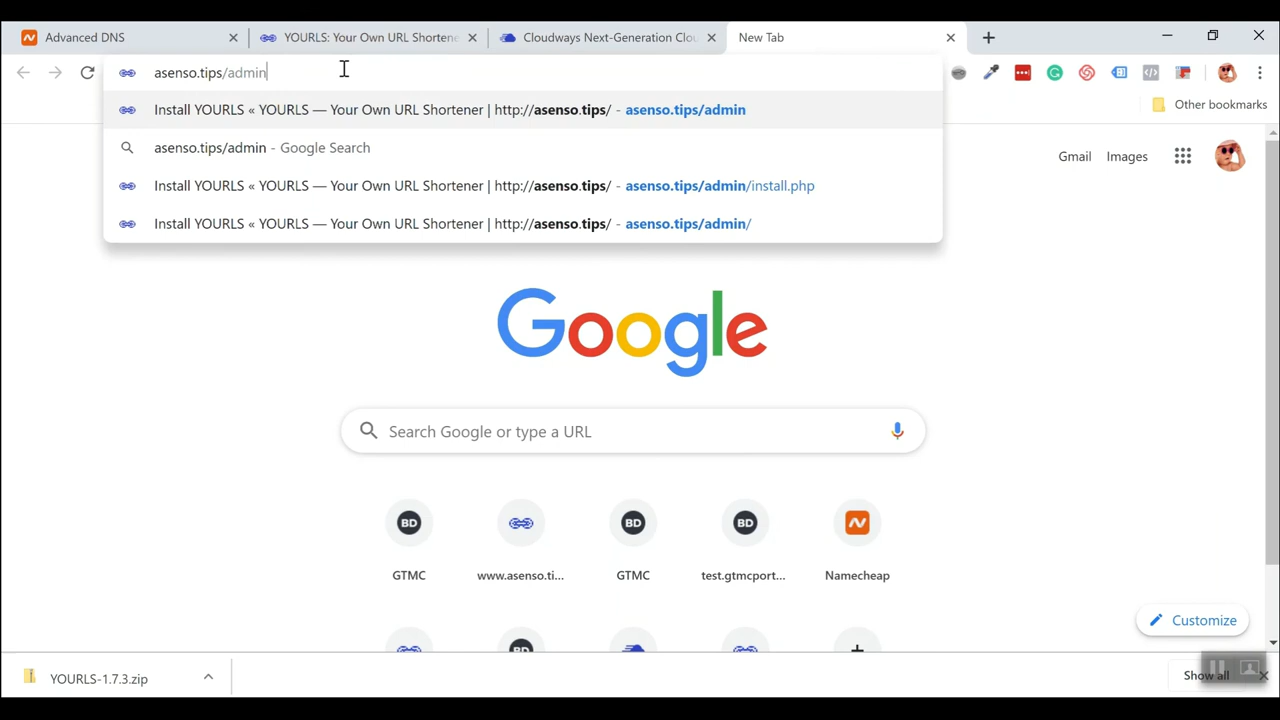 Advanced DNS
YOURLS: Your Own URL Shortene
Cloudways Next-Generation Clou
New Tab
asenso.tips/admin
Install YOURLS « YOURLS — Your Own URL Shortener | http://asenso.tips/ - asenso.tips/admin
asenso.tips/admin - Google Search
Install YOURLS « YOURLS — Your Own URL Shortener | http://asenso.tips/ - asenso.tips/admin/install.php
Install YOURLS « YOURLS — Your Own URL Shortener | http://asenso.tips/ - asenso.tips/admin/
Other bookmarks
Gmail
Images
Google
Search Google or type a URL
BD
BD
BD
GTMC
www.asenso.ti...
GTMC
test.gtmcport...
Namecheap
BD
Customize
YOURLS-1.7.3.zip
Show all